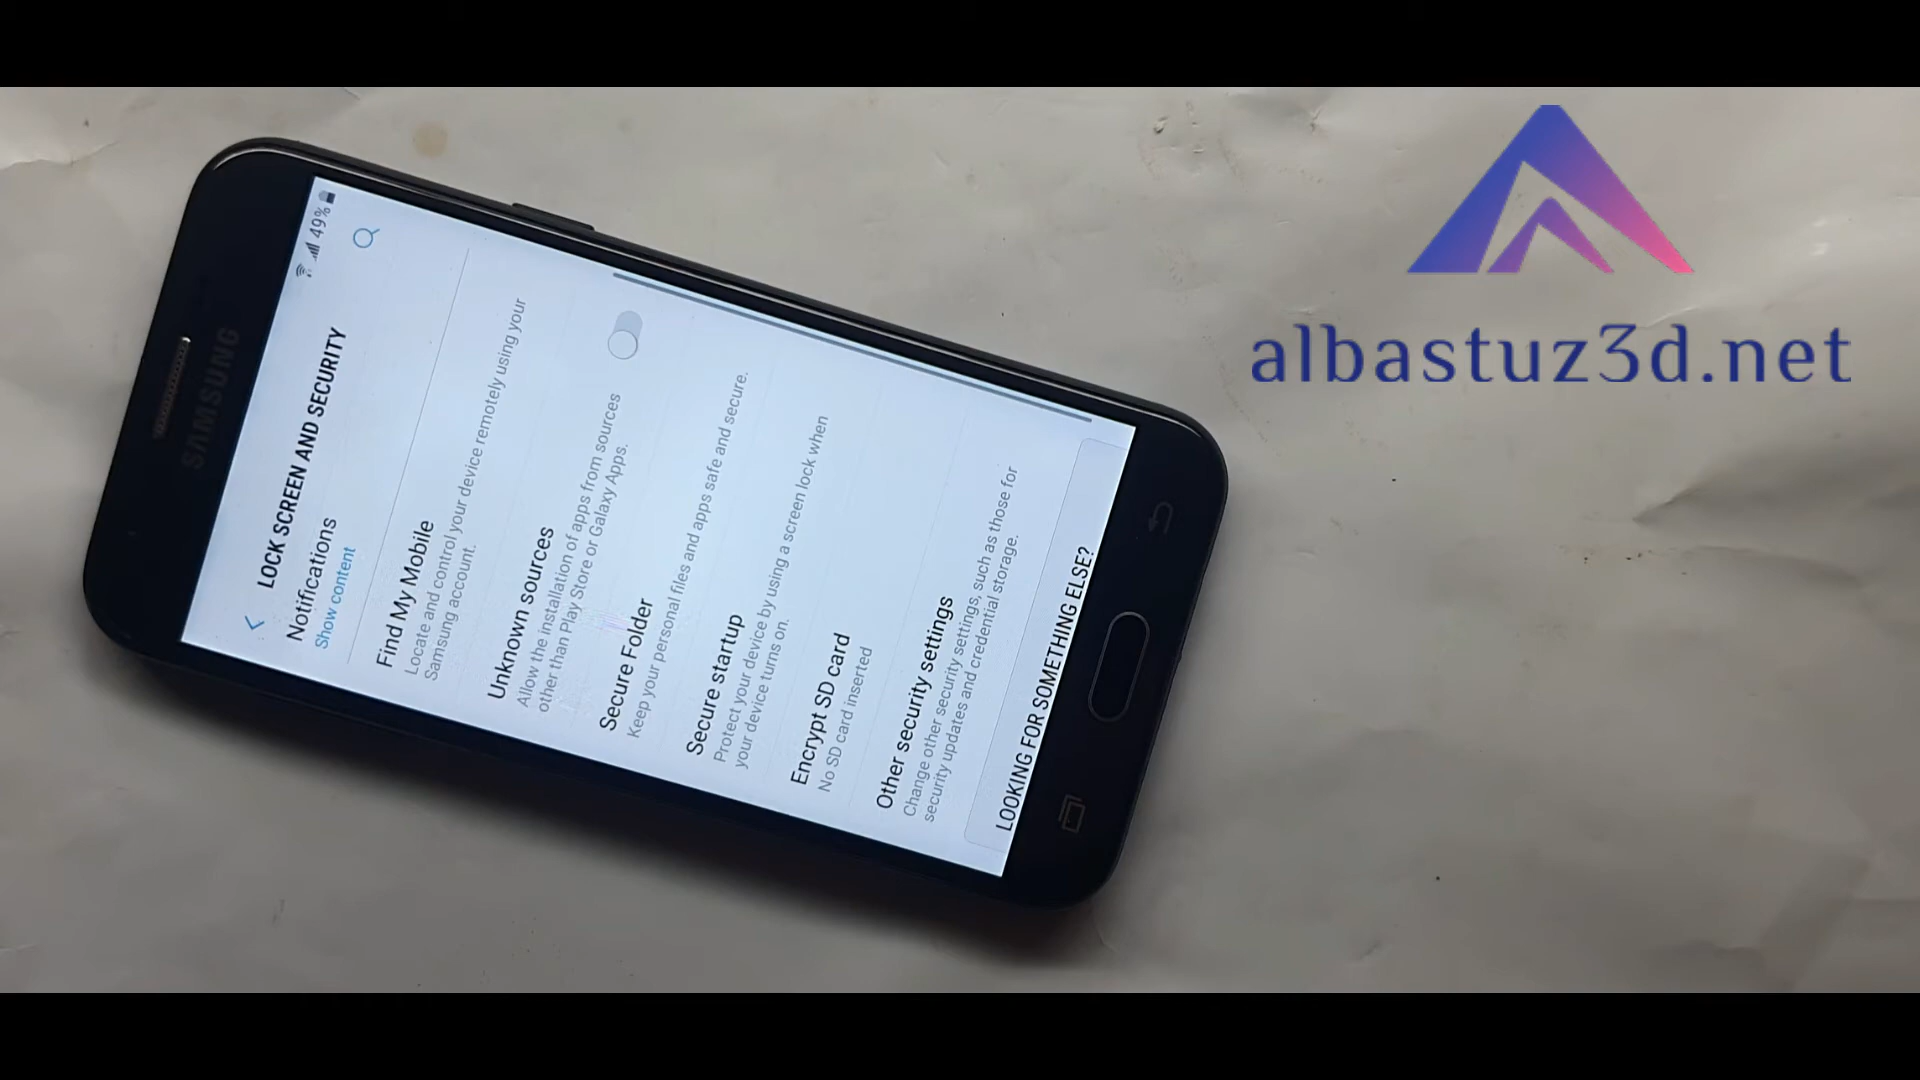 SAMSUNG
49%
LOCK SCREEN AND SECURITY
Notifications
Show content
Find My Mobile
Locate and control your device remotely using your
Samsung account.
Unknown sources
Allow the installation of apps from sources
other than Play Store or Galaxy Apps.
Secure Folder
Keep your personal files and apps safe and secure.
Secure startup
Protect your device by using a screen lock when
your device turns on.
Encrypt SD card
No SD card inserted
Other security settings
Change other security settings, such as those for
security updates and credential storage.
LOOKING FOR SOMETHING ELSE?
albastuz3d.net